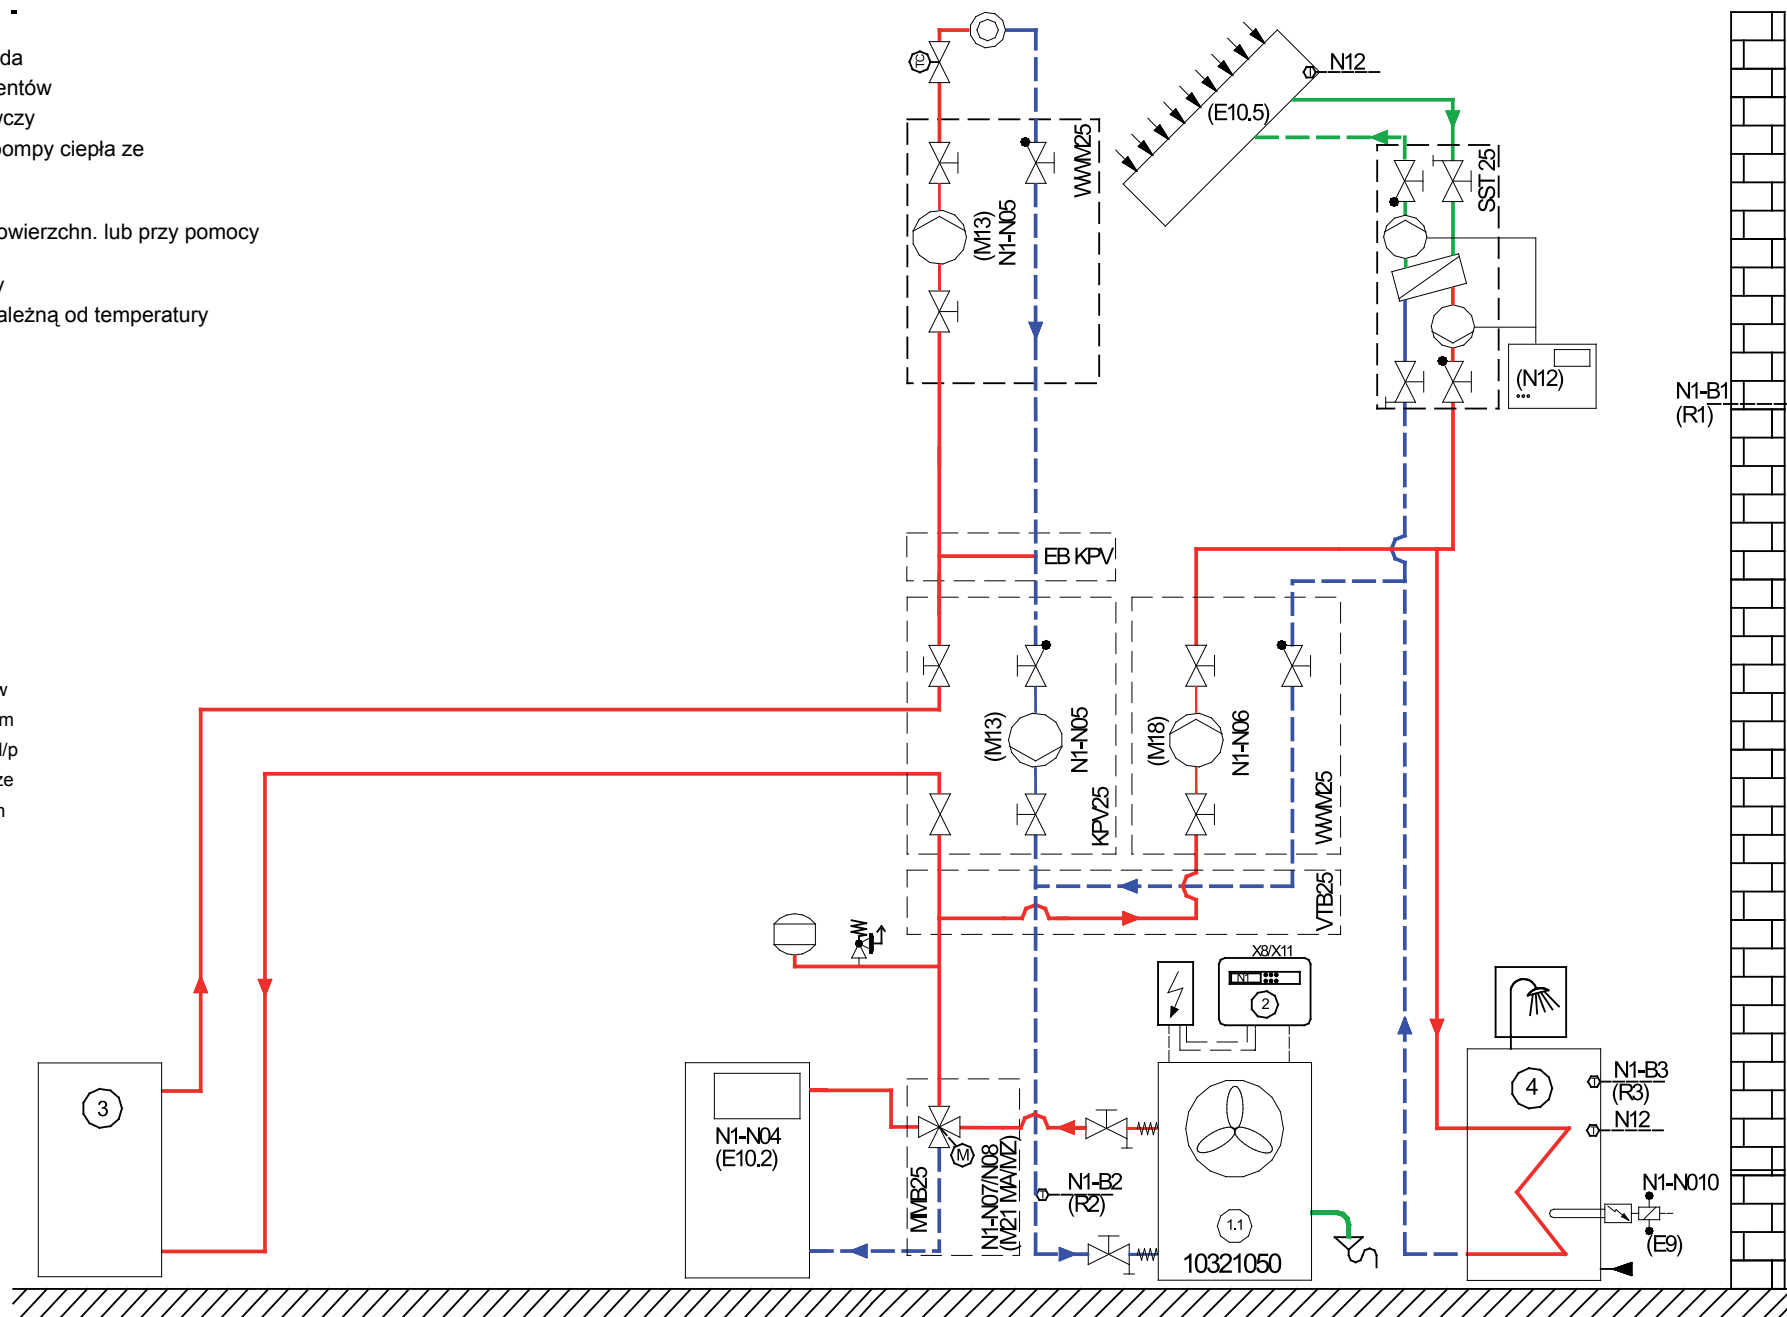 da
entów
wczy
pompy ciepła ze
owierzchn. lub przy pomocy
y
ależną od temperatury
w
m
l/p
ze
n
TC
(M13)
N1-N05
WWM25
N12
(E10.5)
SST 25
(N12)
N1-B1
(R1)
EB KPV
(M13)
N1-N05
KPV25
(M18)
N1-N06
WWM25
VTB25
X8/X11
N1
2
3
N1-N04
(E10.2)
M
MMB25
N1-N07/N08
(M21 MA/MZ)
N1-B2
(R2)
1.1
10321050
4
N1-B3
(R3)
N12
N1-N010
(E9)